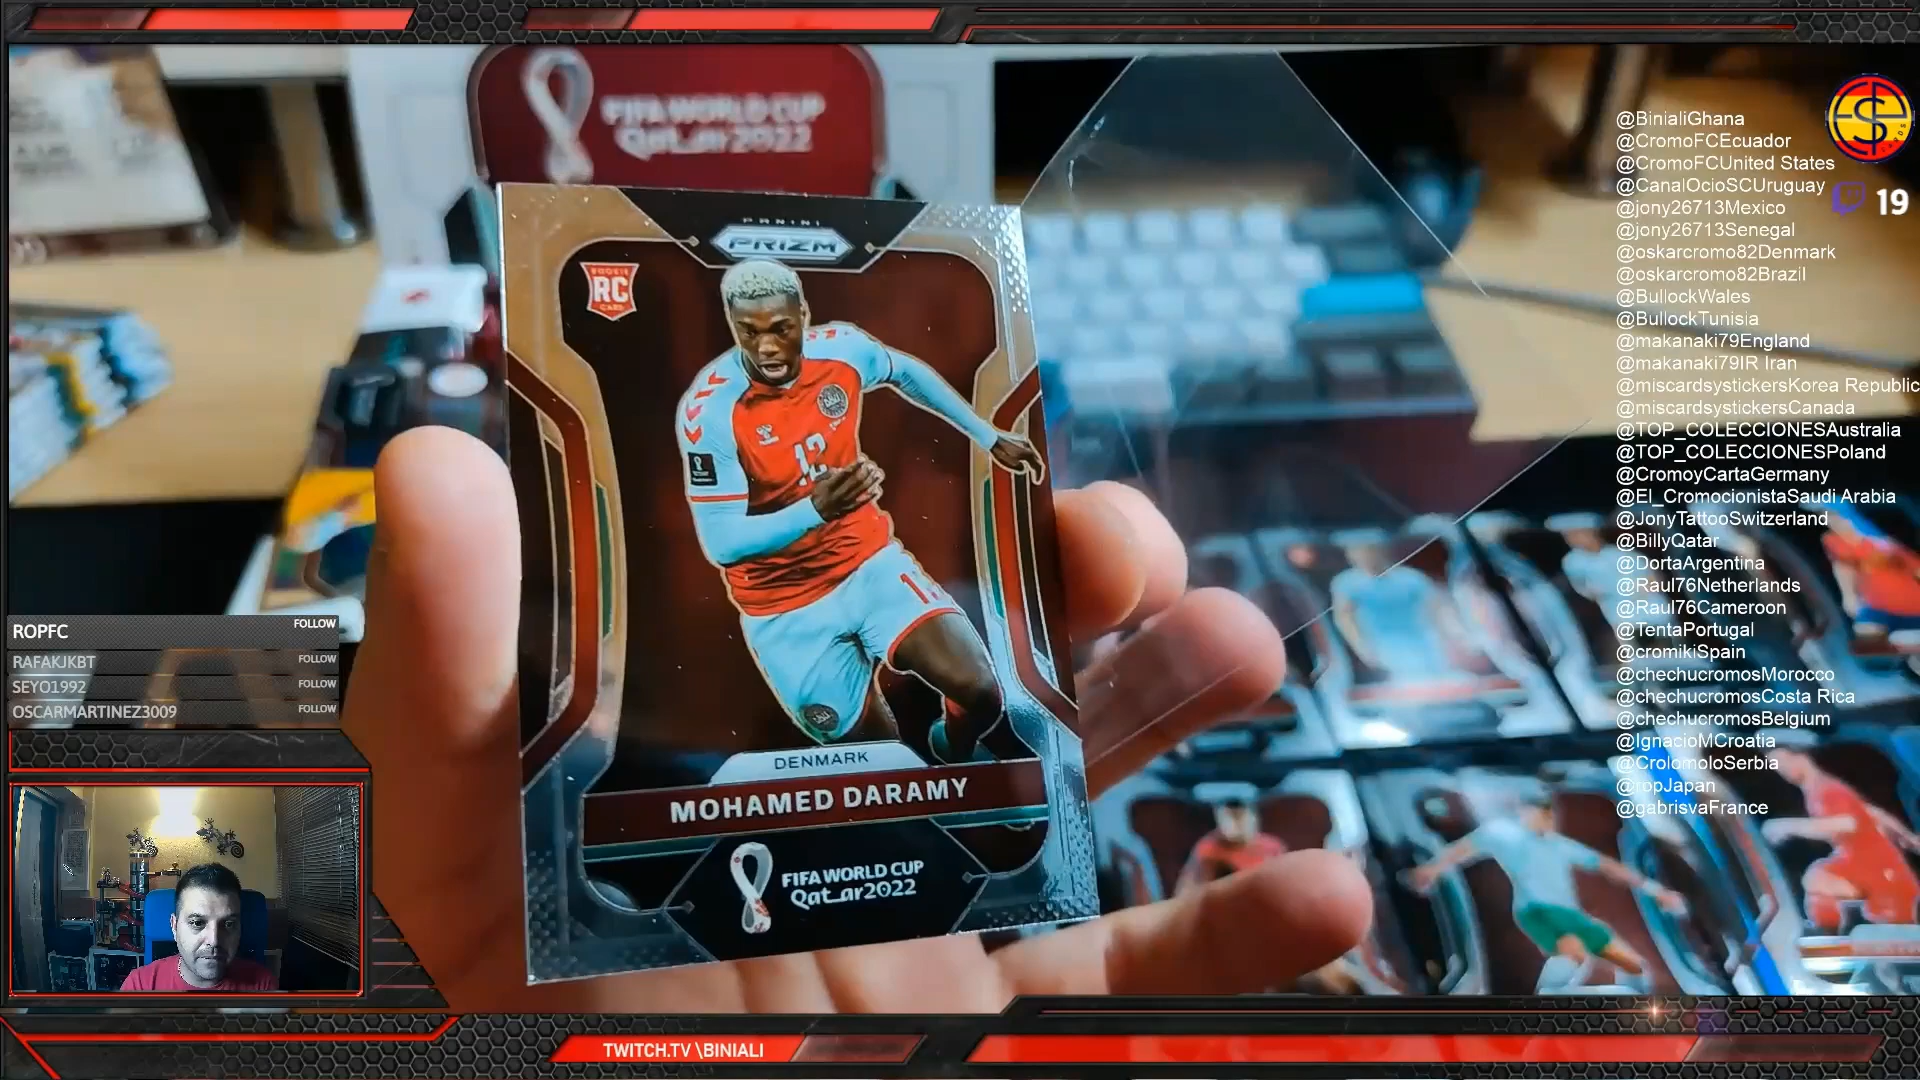 FIFA WORLD CUP
Qatar2022
PANINI
PRIZM
ROOKIE
RC
CARD
12
DENMARK
MOHAMED DARAMY
FIFA WORLD CUP
Qatar2022
@BinialiGhana
@CromoFCEcuador
@CromoFCUnited States
@CanalOcioSCUruguay
@jony26713Mexico
19
@jony26713Senegal
@oskarcromo82Denmark
@oskarcromo82Brazil
@BullockWales
@BullockTunisia
@makanaki79England
@makanaki79IR Iran
@miscardsystickersKorea Republic
@miscardsystickersCanada
@TOP_COLECCIONESAustralia
@TOP_COLECCIONESPoland
@CromoyCartaGermany
@El_CromocionistaSaudi Arabia
@JonyTattooSwitzerland
@BillyQatar
@DortaArgentina
@Raul76Netherlands
@Raul76Cameroon
@TentaPortugal
@cromikiSpain
@chechucromosMorocco
@chechucromosCosta Rica
@chechucromosBelgium
@IgnacioMCroatia
@CrolomoloSerbia
@ropJapan
@gabrisvaFrance
ROPFC FOLLOW
RAFAKJKBT FOLLOW
SEYO1992 FOLLOW
OSCARMARTINEZ3009 FOLLOW
TWITCH.TV \BINIALI